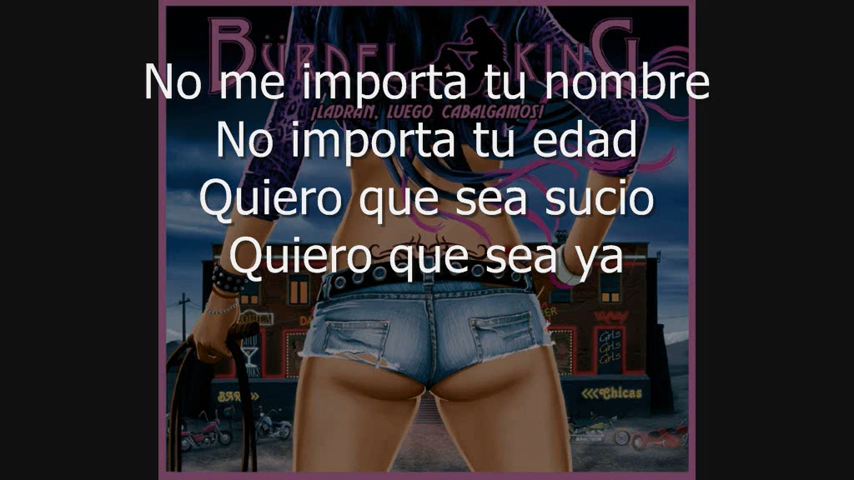 BÜRDEL KING
No me importa tu nombre
¡LADRAN, LUEGO CABALGAMOS!
No importa tu edad
Quiero que sea sucio
Quiero que sea ya
Girls
Girls
Girls
BAR
<<<Chicas